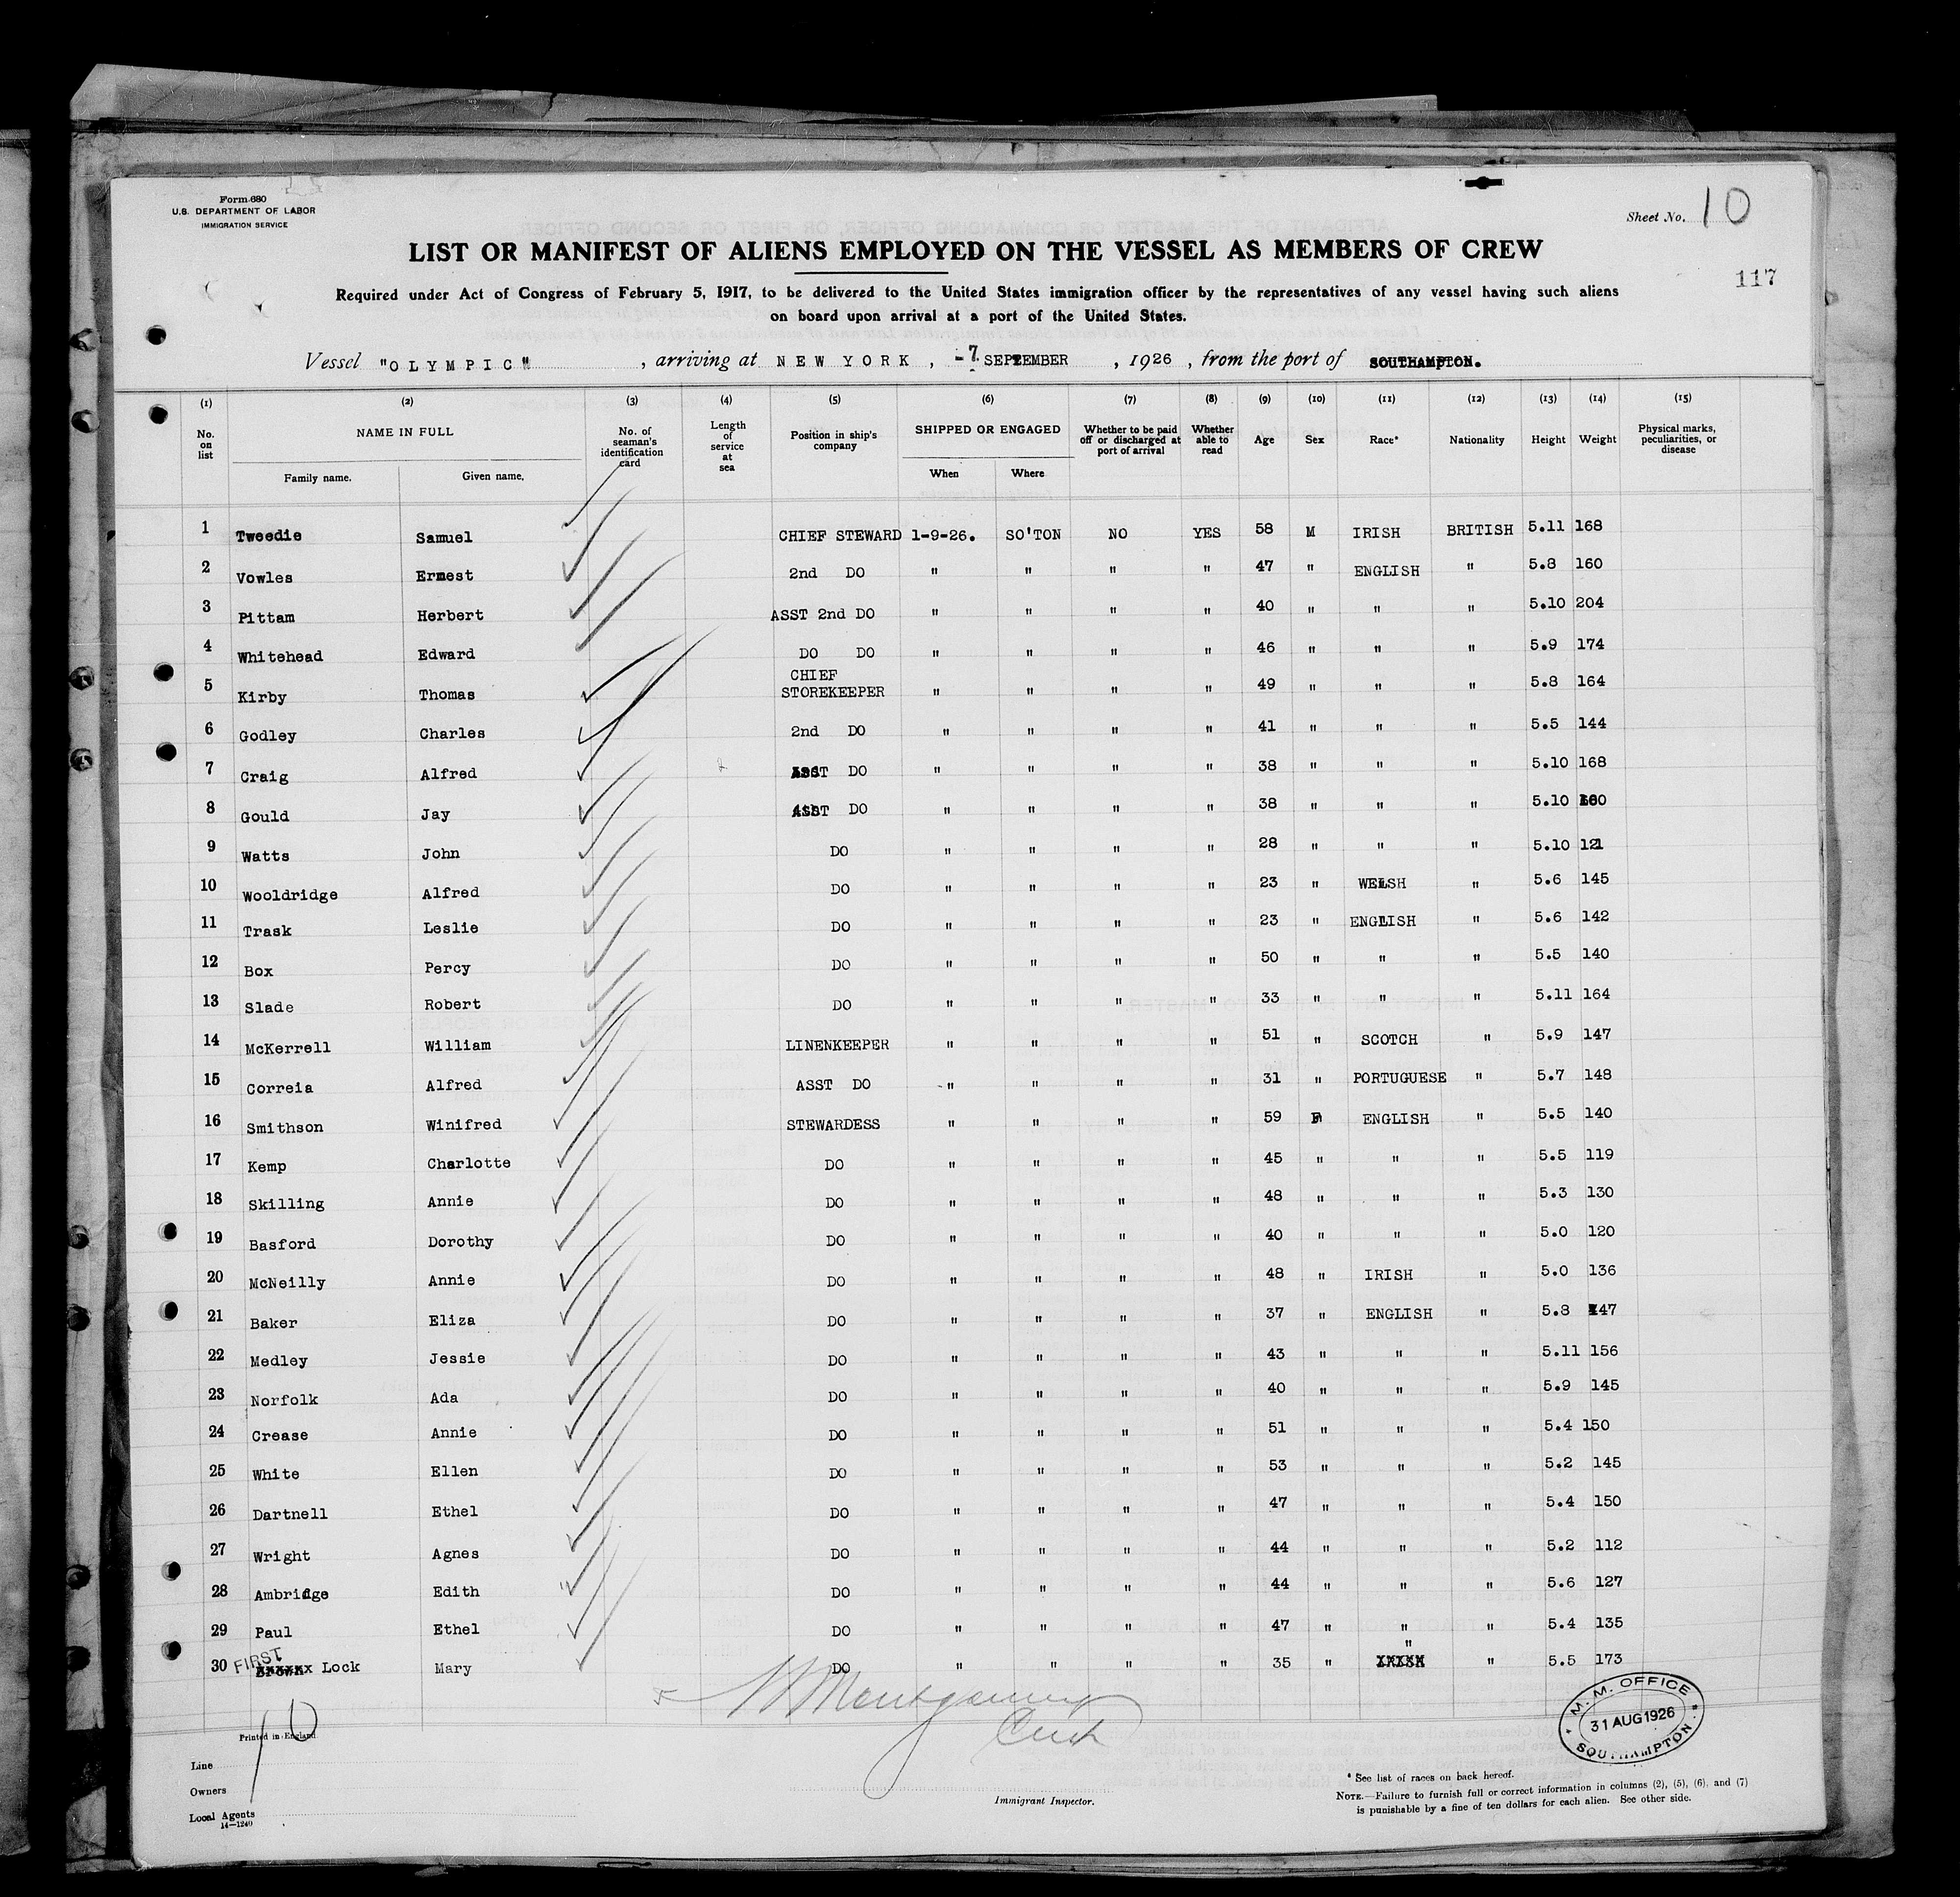 Form 680
U.S. DEPARTMENT OF LABOR
IMMIGRATION SERVICE
Sheet No. 10
LIST OR MANIFEST OF ALIENS EMPLOYED ON THE VESSEL AS MEMBERS OF CREW
117
Required under Act of Congress of February 5, 1917, to be delivered to the United States immigration officer by the representatives of any vessel having such aliens
on board upon arrival at a port of the United States.
Vessel "OLYMPIC" , arriving at NEW YORK , -7 SEPTEMBER , 1926 , from the port of SOUTHAMPTON.
(1) (2) (3) (4) (5) (6) (7) (8) (9) (10) (11) (12) (13) (14) (15)
No. on list NAME IN FULL Family name. Given name. No. of seaman's identification card Length of service at sea Position in ship's company SHIPPED OR ENGAGED When Where Whether to be paid off or discharged at port of arrival Whether able to read Age Sex Race* Nationality Height Weight Physical marks, peculiarities, or disease
1 Tweedie Samuel CHIEF STEWARD 1-9-26. SO'TON NO YES 58 M IRISH BRITISH 5.11 168
2 Vowles Ernest 2nd DO " " " " 47 " ENGLISH " 5.8 160
3 Pittam Herbert ASST 2nd DO " " " " 40 " " " 5.10 204
4 Whitehead Edward DO DO " " " " 46 " " " 5.9 174
5 Kirby Thomas CHIEF STOREKEEPER " " " " 49 " " " 5.8 164
6 Godley Charles 2nd DO " " " " 41 " " " 5.5 144
7 Craig Alfred ASST DO " " " " 38 " " " 5.10 168
8 Gould Jay ASST DO " " " " 38 " " " 5.10
9 Watts John DO " " " " 28 " " " 5.10 121
10 Wooldridge Alfred DO " " " " 23 " WELSH " 5.6 145
11 Trask Leslie DO " " " " 23 " ENGLISH " 5.6 142
12 Box Percy DO " " " " 50 " " " 5.5 140
13 Slade Robert DO " " " " 33 " " " 5.11 164
14 McKerrell William LINENKEEPER " " " " 51 " SCOTCH " 5.9 147
15 Correia Alfred ASST DO " " " " 31 " PORTUGUESE " 5.7 148
16 Smithson Winifred STEWARDESS " " " " 59 F ENGLISH " 5.5 140
17 Kemp Charlotte DO " " " " 45 " " " 5.5 119
18 Skilling Annie DO " " " " 48 " " " 5.3 130
19 Basford Dorothy DO " " " " 40 " " " 5.0 120
20 McNeilly Annie DO " " " " 48 " IRISH " 5.0 136
21 Baker Eliza DO " " " " 37 " ENGLISH " 5.8 147
22 Medley Jessie DO " " " " 43 " " " 5.11 156
23 Norfolk Ada DO " " " " 40 " " " 5.9 145
24 Crease Annie DO " " " " 51 " " " 5.4 150
25 White Ellen DO " " " " 53 " " " 5.2 145
26 Dartnell Ethel DO " " " " 47 " " " 5.4 150
27 Wright Agnes DO " " " " 44 " " " 5.2 112
28 Ambridge Edith DO " " " " 44 " " " 5.6 127
29 Paul Ethel DO " " " " 47 " " " 5.4 135
30 FIRST Lock Mary DO " " " " 35 " " " 5.5 173
10
Printed in England
Line
Owners
Local Agents
14—1240
Montgomery
Immigrant Inspector.
M. M. OFFICE
31 AUG 1926
SOUTHAMPTON
* See list of races on back hereof.
NOTE.—Failure to furnish full or correct information in columns (2), (5), (6), and (7)
is punishable by a fine of ten dollars for each alien. See other side.